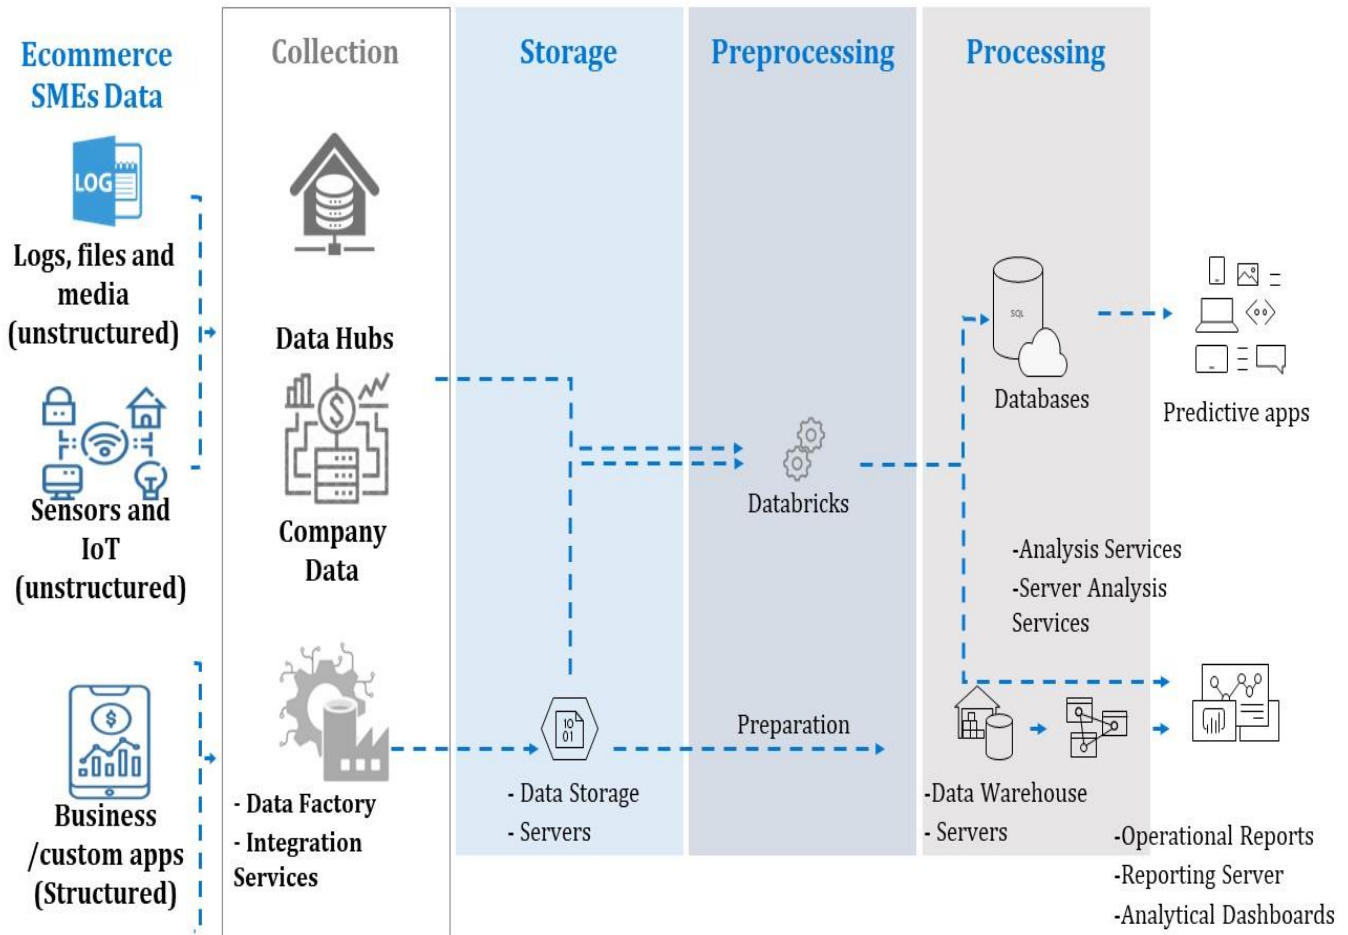 Ecommerce
SMEs Data
LOG
Logs, files and
media
(unstructured)
Sensors and
IoT
(unstructured)
Business
/custom apps
(Structured)
Collection
Data Hubs
Company
Data
- Data Factory
- Integration
Services
Storage
10
01
- Data Storage
- Servers
Preprocessing
Databricks
Preparation
Processing
SQL
Databases
-Analysis Services
-Server Analysis
Services
-Data Warehouse
- Servers
Predictive apps
-Operational Reports
-Reporting Server
-Analytical Dashboards